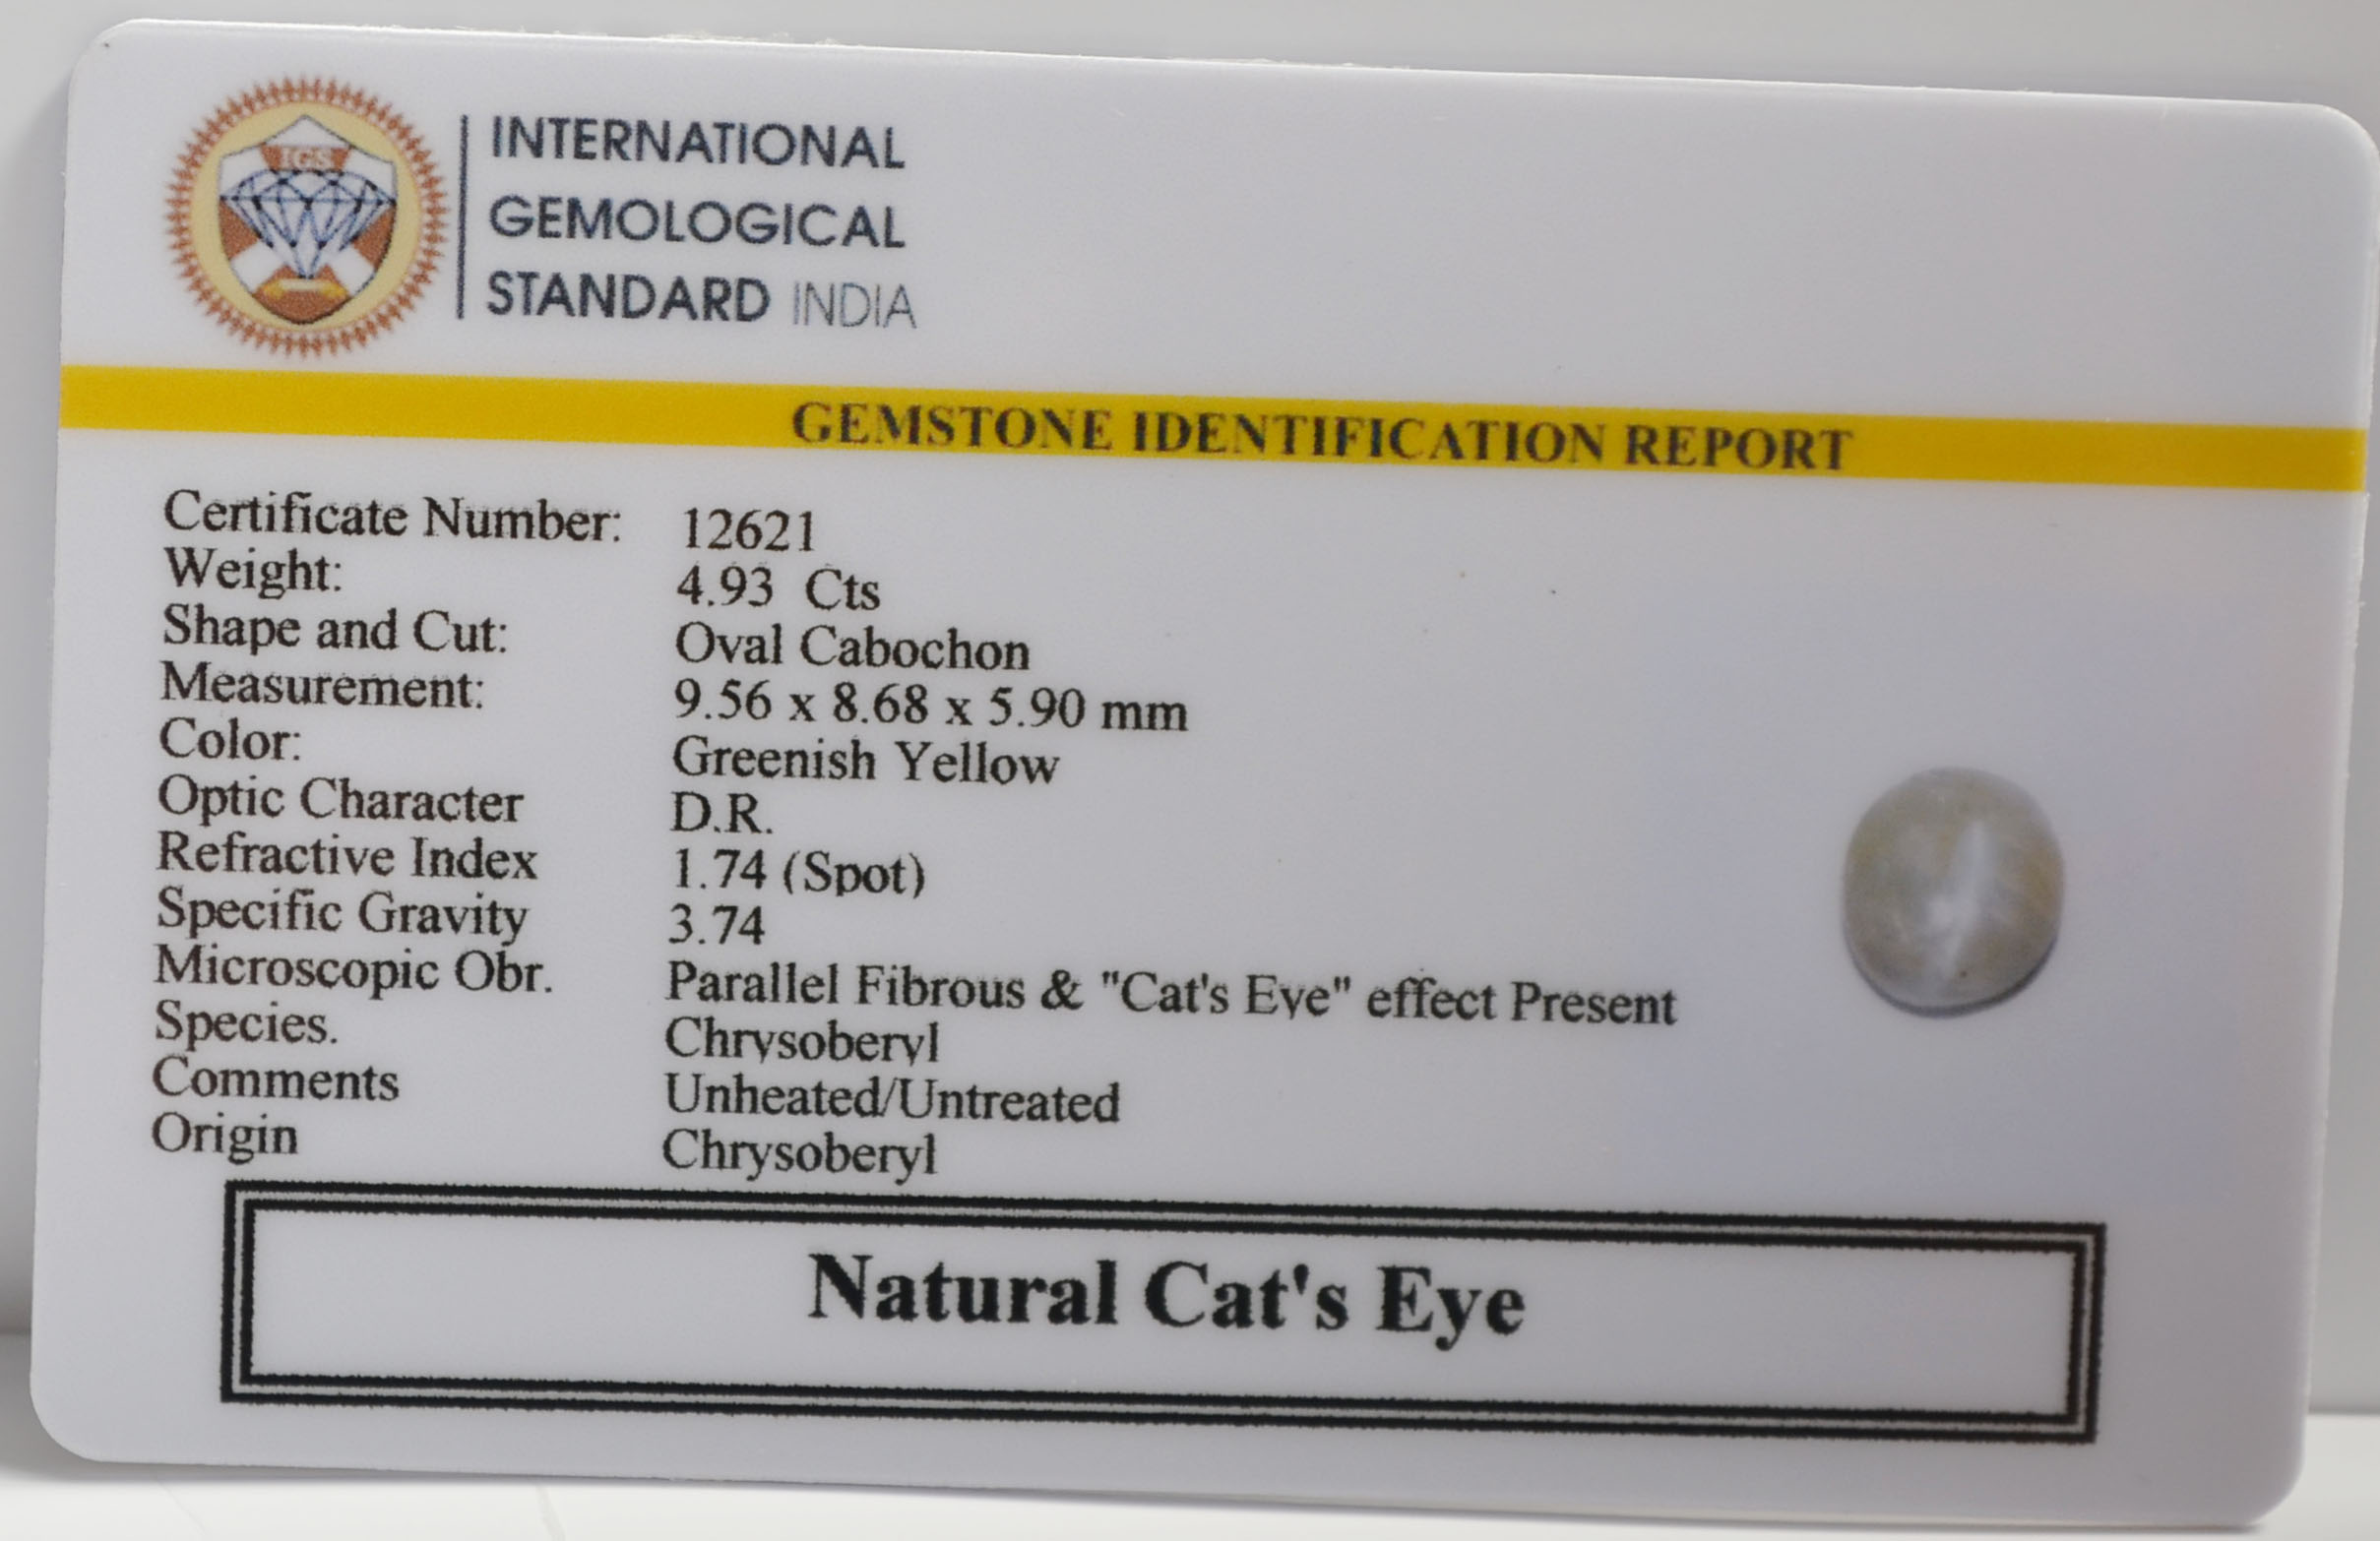 IGS
INTERNATIONAL
GEMOLOGICAL
STANDARD INDIA
GEMSTONE IDENTIFICATION REPORT
Certificate Number: 12621
Weight: 4.93 Cts
Shape and Cut: Oval Cabochon
Measurement: 9.56 x 8.68 x 5.90 mm
Color: Greenish Yellow
Optic Character D.R.
Refractive Index 1.74 (Spot)
Specific Gravity 3.74
Microscopic Obr. Parallel Fibrous & "Cat's Eye" effect Present
Species. Chrysoberyl
Comments Unheated/Untreated
Origin Chrysoberyl
Natural Cat's Eye